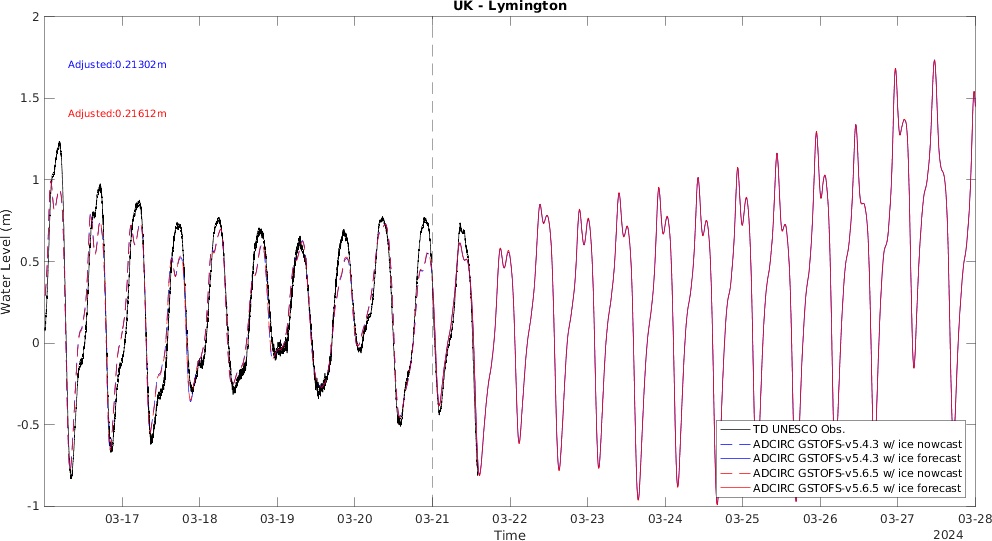 UK - Lymington
2
1.5
1
0.5
0
-0.5
-1
Water Level (m)
Adjusted:0.21302m
Adjusted:0.21612m
TD UNESCO Obs.
ADCIRC GSTOFS-v5.4.3 w/ ice nowcast
ADCIRC GSTOFS-v5.4.3 w/ ice forecast
ADCIRC GSTOFS-v5.6.5 w/ ice nowcast
ADCIRC GSTOFS-v5.6.5 w/ ice forecast
03-17 03-18 03-19 03-20 03-21 03-22 03-23 03-24 03-25 03-26 03-27 03-28
Time
2024